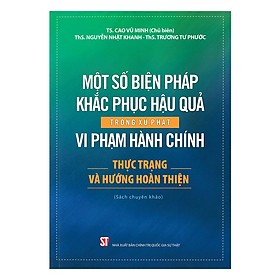 TS. CAO VŨ MINH (Chủ biên)
ThS. NGUYỄN NHẬT KHANH - ThS. TRƯƠNG TƯ PHƯỚC
MỘT SỐ BIỆN PHÁP
KHẮC PHỤC HẬU QUẢ
TRONG XỬ PHẠT
VI PHẠM HÀNH CHÍNH
THỰC TRẠNG
VÀ HƯỚNG HOÀN THIỆN
(Sách chuyên khảo)
ST
NHÀ XUẤT BẢN CHÍNH TRỊ QUỐC GIA SỰ THẬT